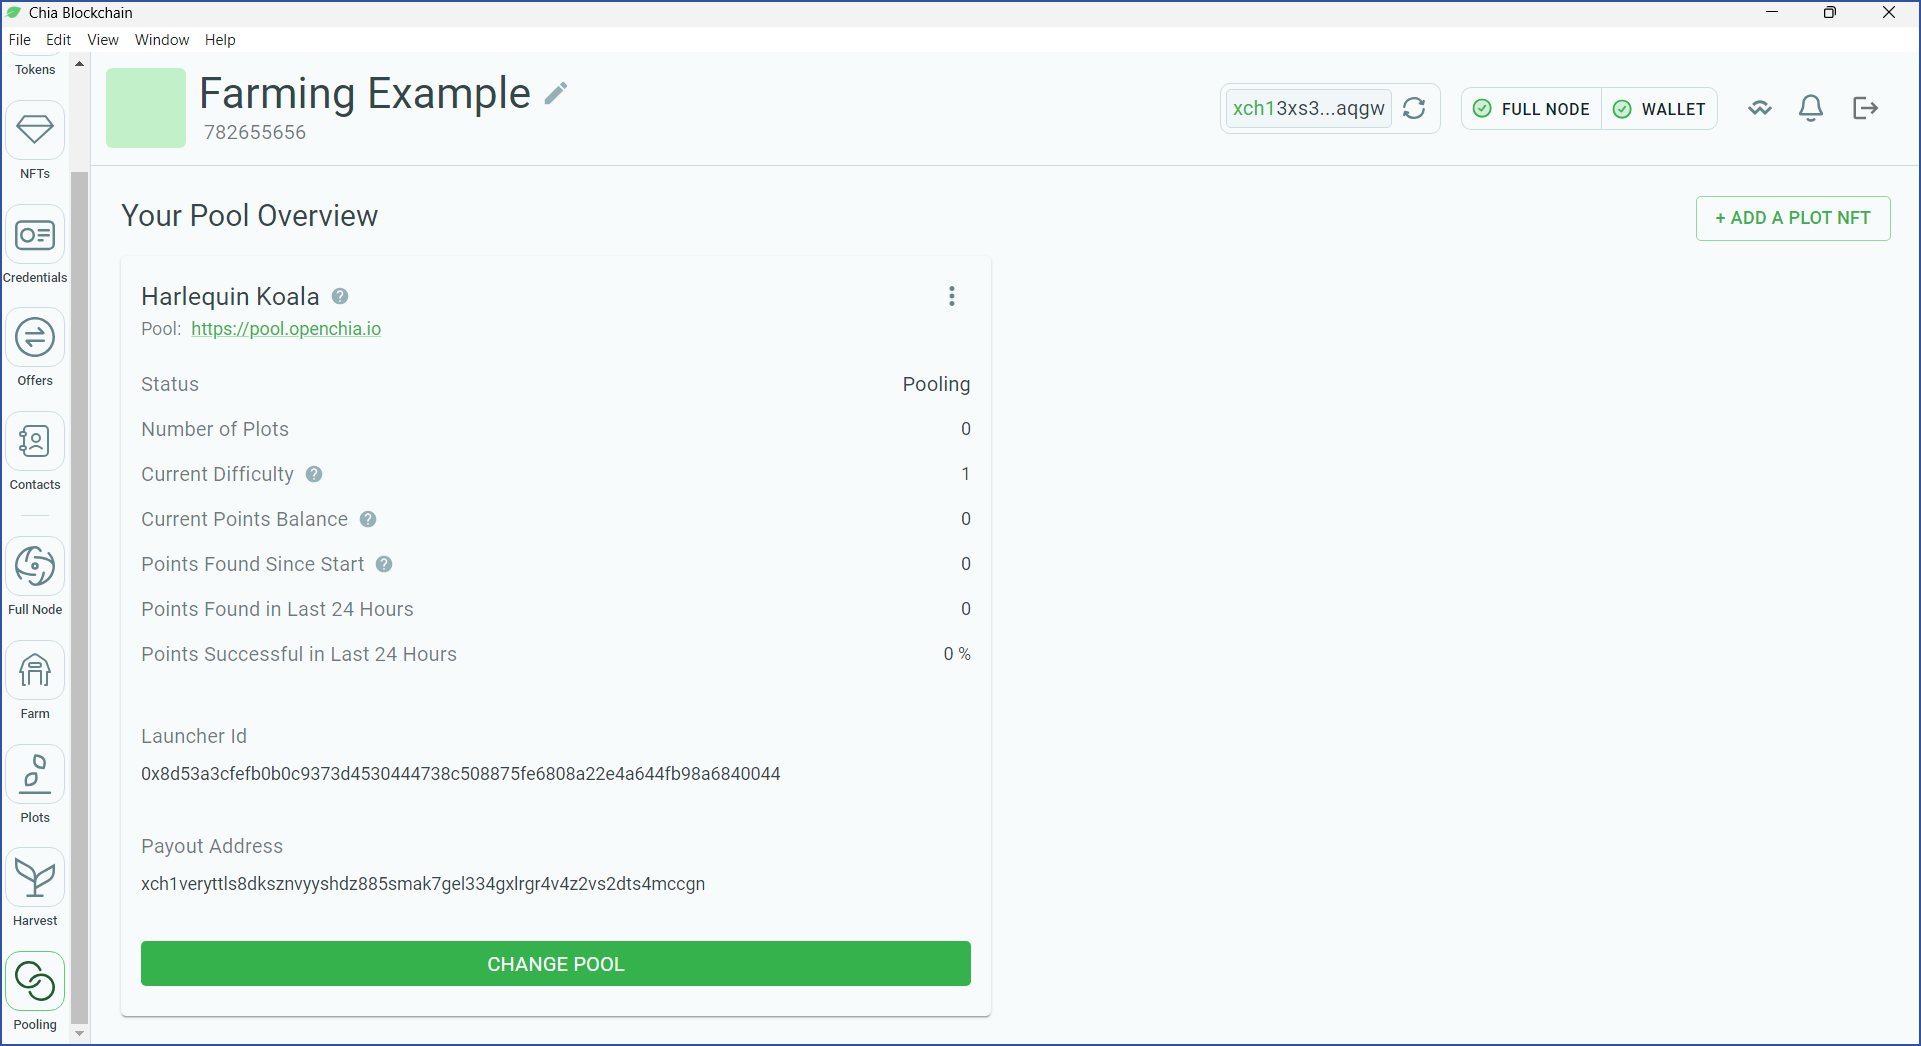 Chia Blockchain
File Edit View Window Help
Tokens
NFTs
Credentials
Offers
Contacts
Full Node
Farm
Plots
Harvest
Pooling
Farming Example
782655656
xch13xs3...aqgw
FULL NODE
WALLET
Your Pool Overview
+ ADD A PLOT NFT
Harlequin Koala
Pool: https://pool.openchia.io
Status Pooling
Number of Plots 0
Current Difficulty 1
Current Points Balance 0
Points Found Since Start 0
Points Found in Last 24 Hours 0
Points Successful in Last 24 Hours 0 %
Launcher Id
0x8d53a3cfefb0b0c9373d4530444738c508875fe6808a22e4a644fb98a6840044
Payout Address
xch1veryttls8dksznvyyshdz885smak7gel334gxlrgr4v4z2vs2dts4mccgn
CHANGE POOL